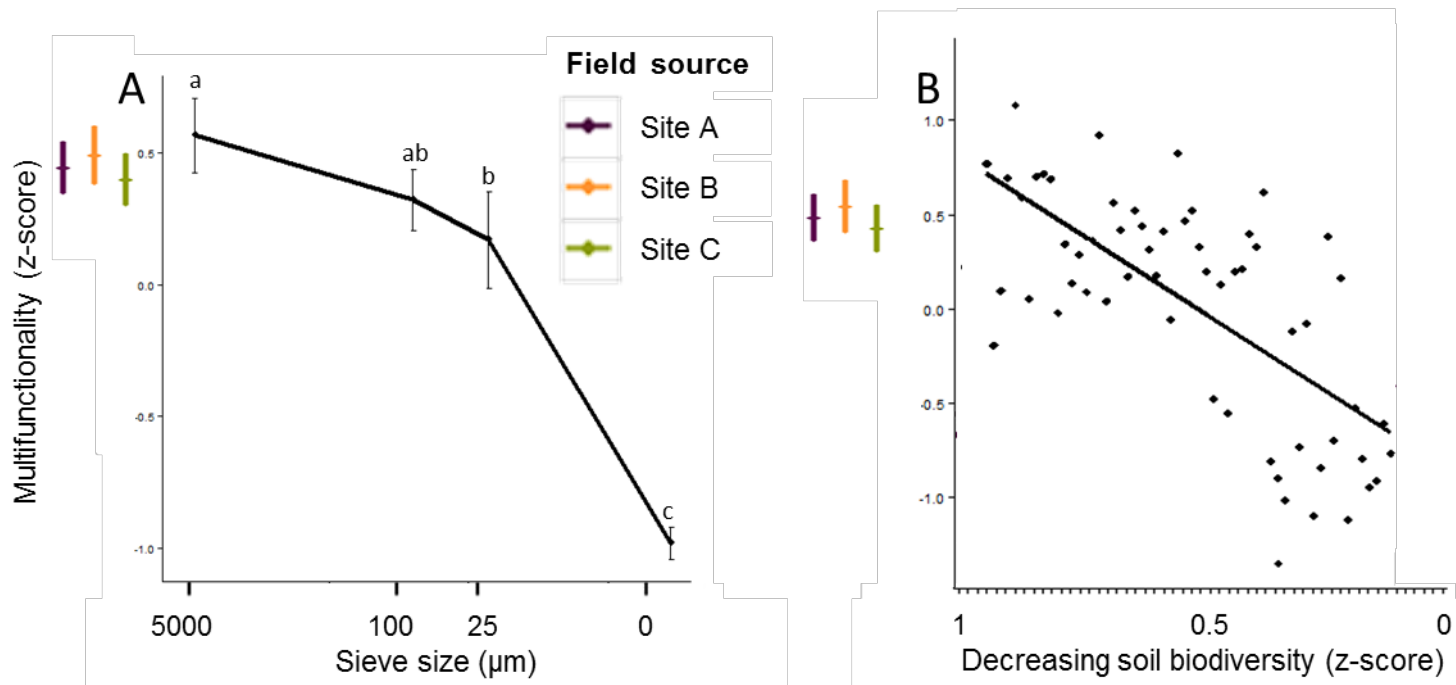 A
a
ab
b
c
Field source
Site A
Site B
Site C
0.5
0.0
-0.5
-1.0
Multifunctionality (z-score)
5000 100 25 0
Sieve size (µm)
B
1.0
0.5
0.0
-0.5
-1.0
1 0.5 0
Decreasing soil biodiversity (z-score)